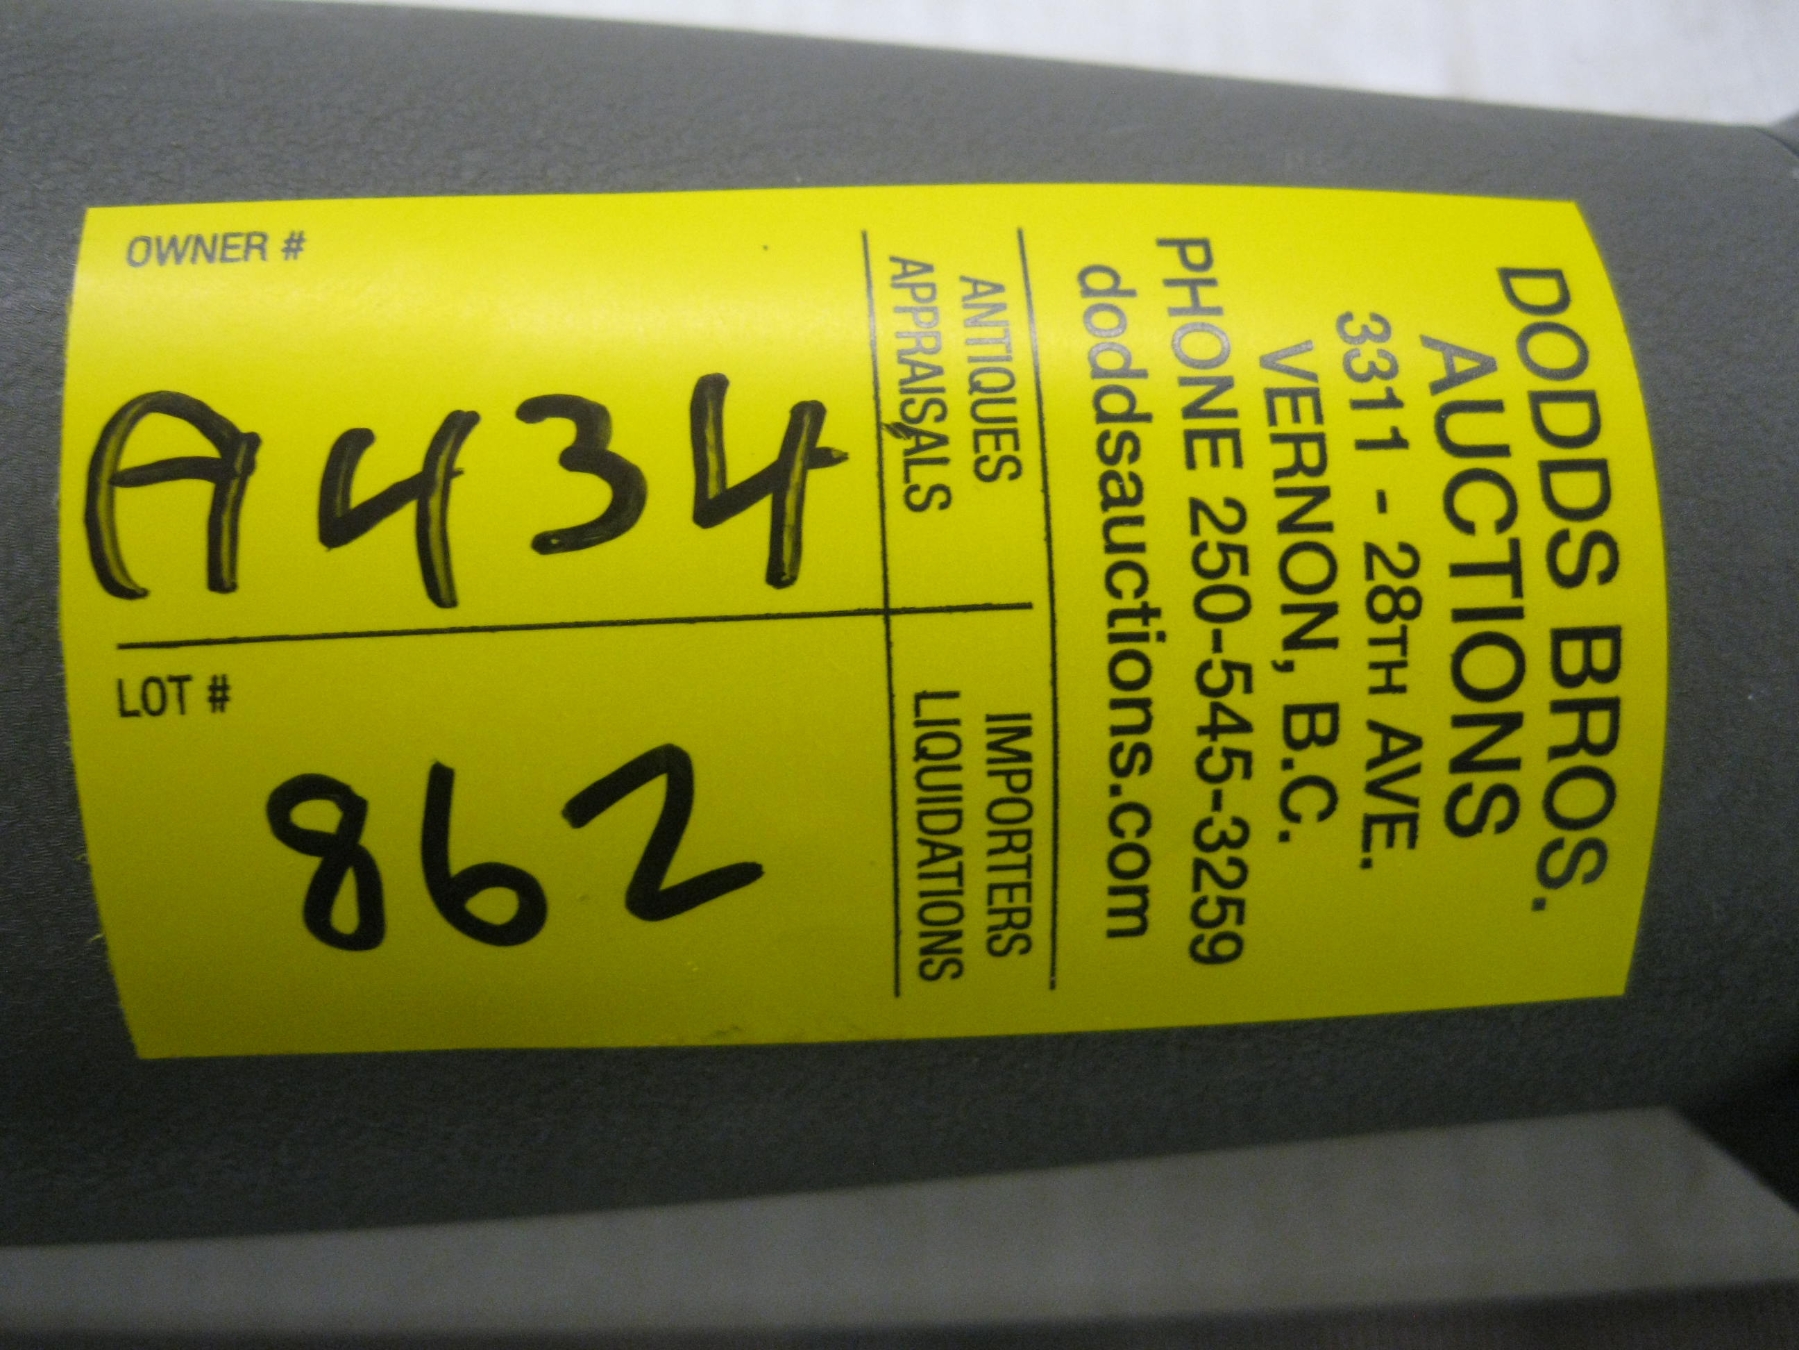 DODDS BROS.
AUCTIONS
3311 - 28TH AVE.
VERNON, B.C.
PHONE 250-545-3259
doddsauctions.com
ANTIQUES
APPRAISALS
IMPORTERS
LIQUIDATIONS
OWNER #
A434
LOT #
862